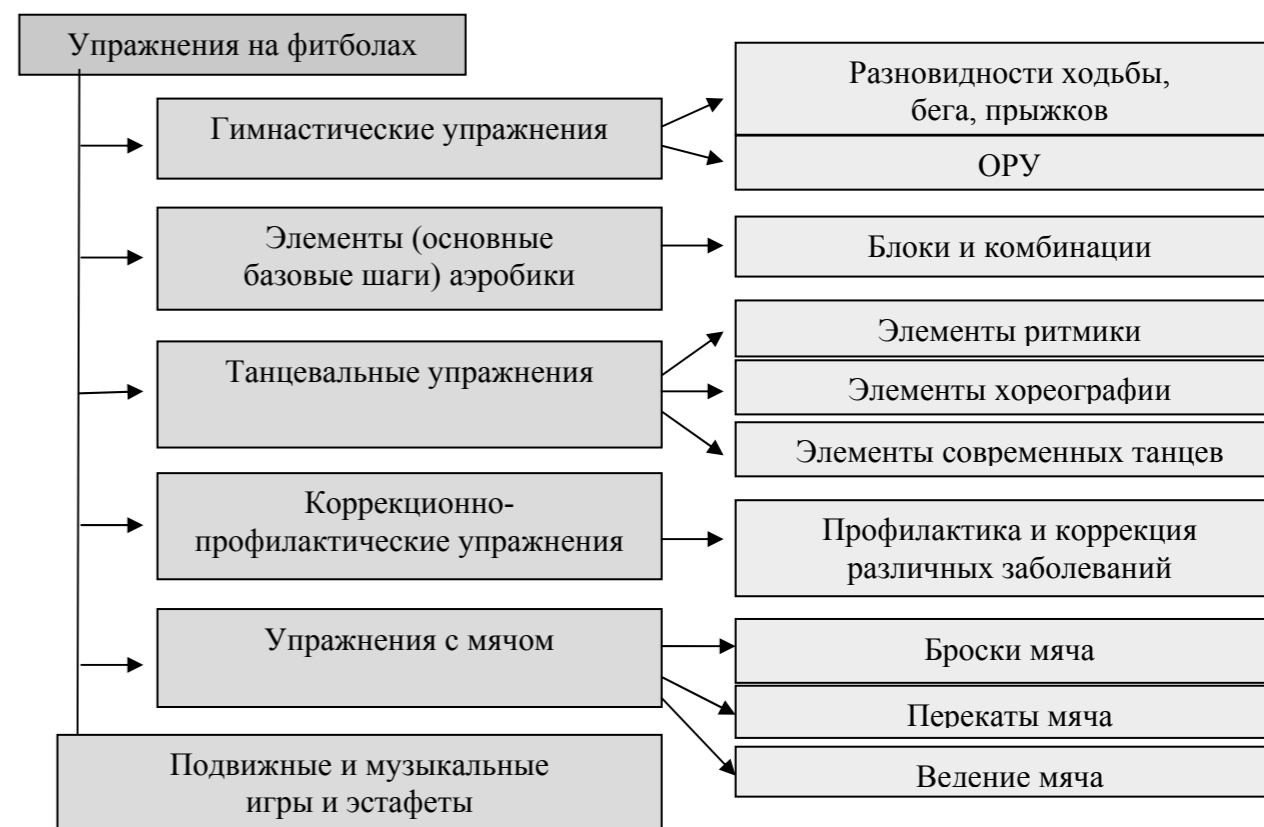 Упражнения на фитболах
Гимнастические упражнения
Разновидности ходьбы,
бега, прыжков
ОРУ
Элементы (основные
базовые шаги) аэробики
Блоки и комбинации
Танцевальные упражнения
Элементы ритмики
Элементы хореографии
Элементы современных танцев
Коррекционно-
профилактические упражнения
Профилактика и коррекция
различных заболеваний
Упражнения с мячом
Броски мяча
Перекаты мяча
Ведение мяча
Подвижные и музыкальные
игры и эстафеты